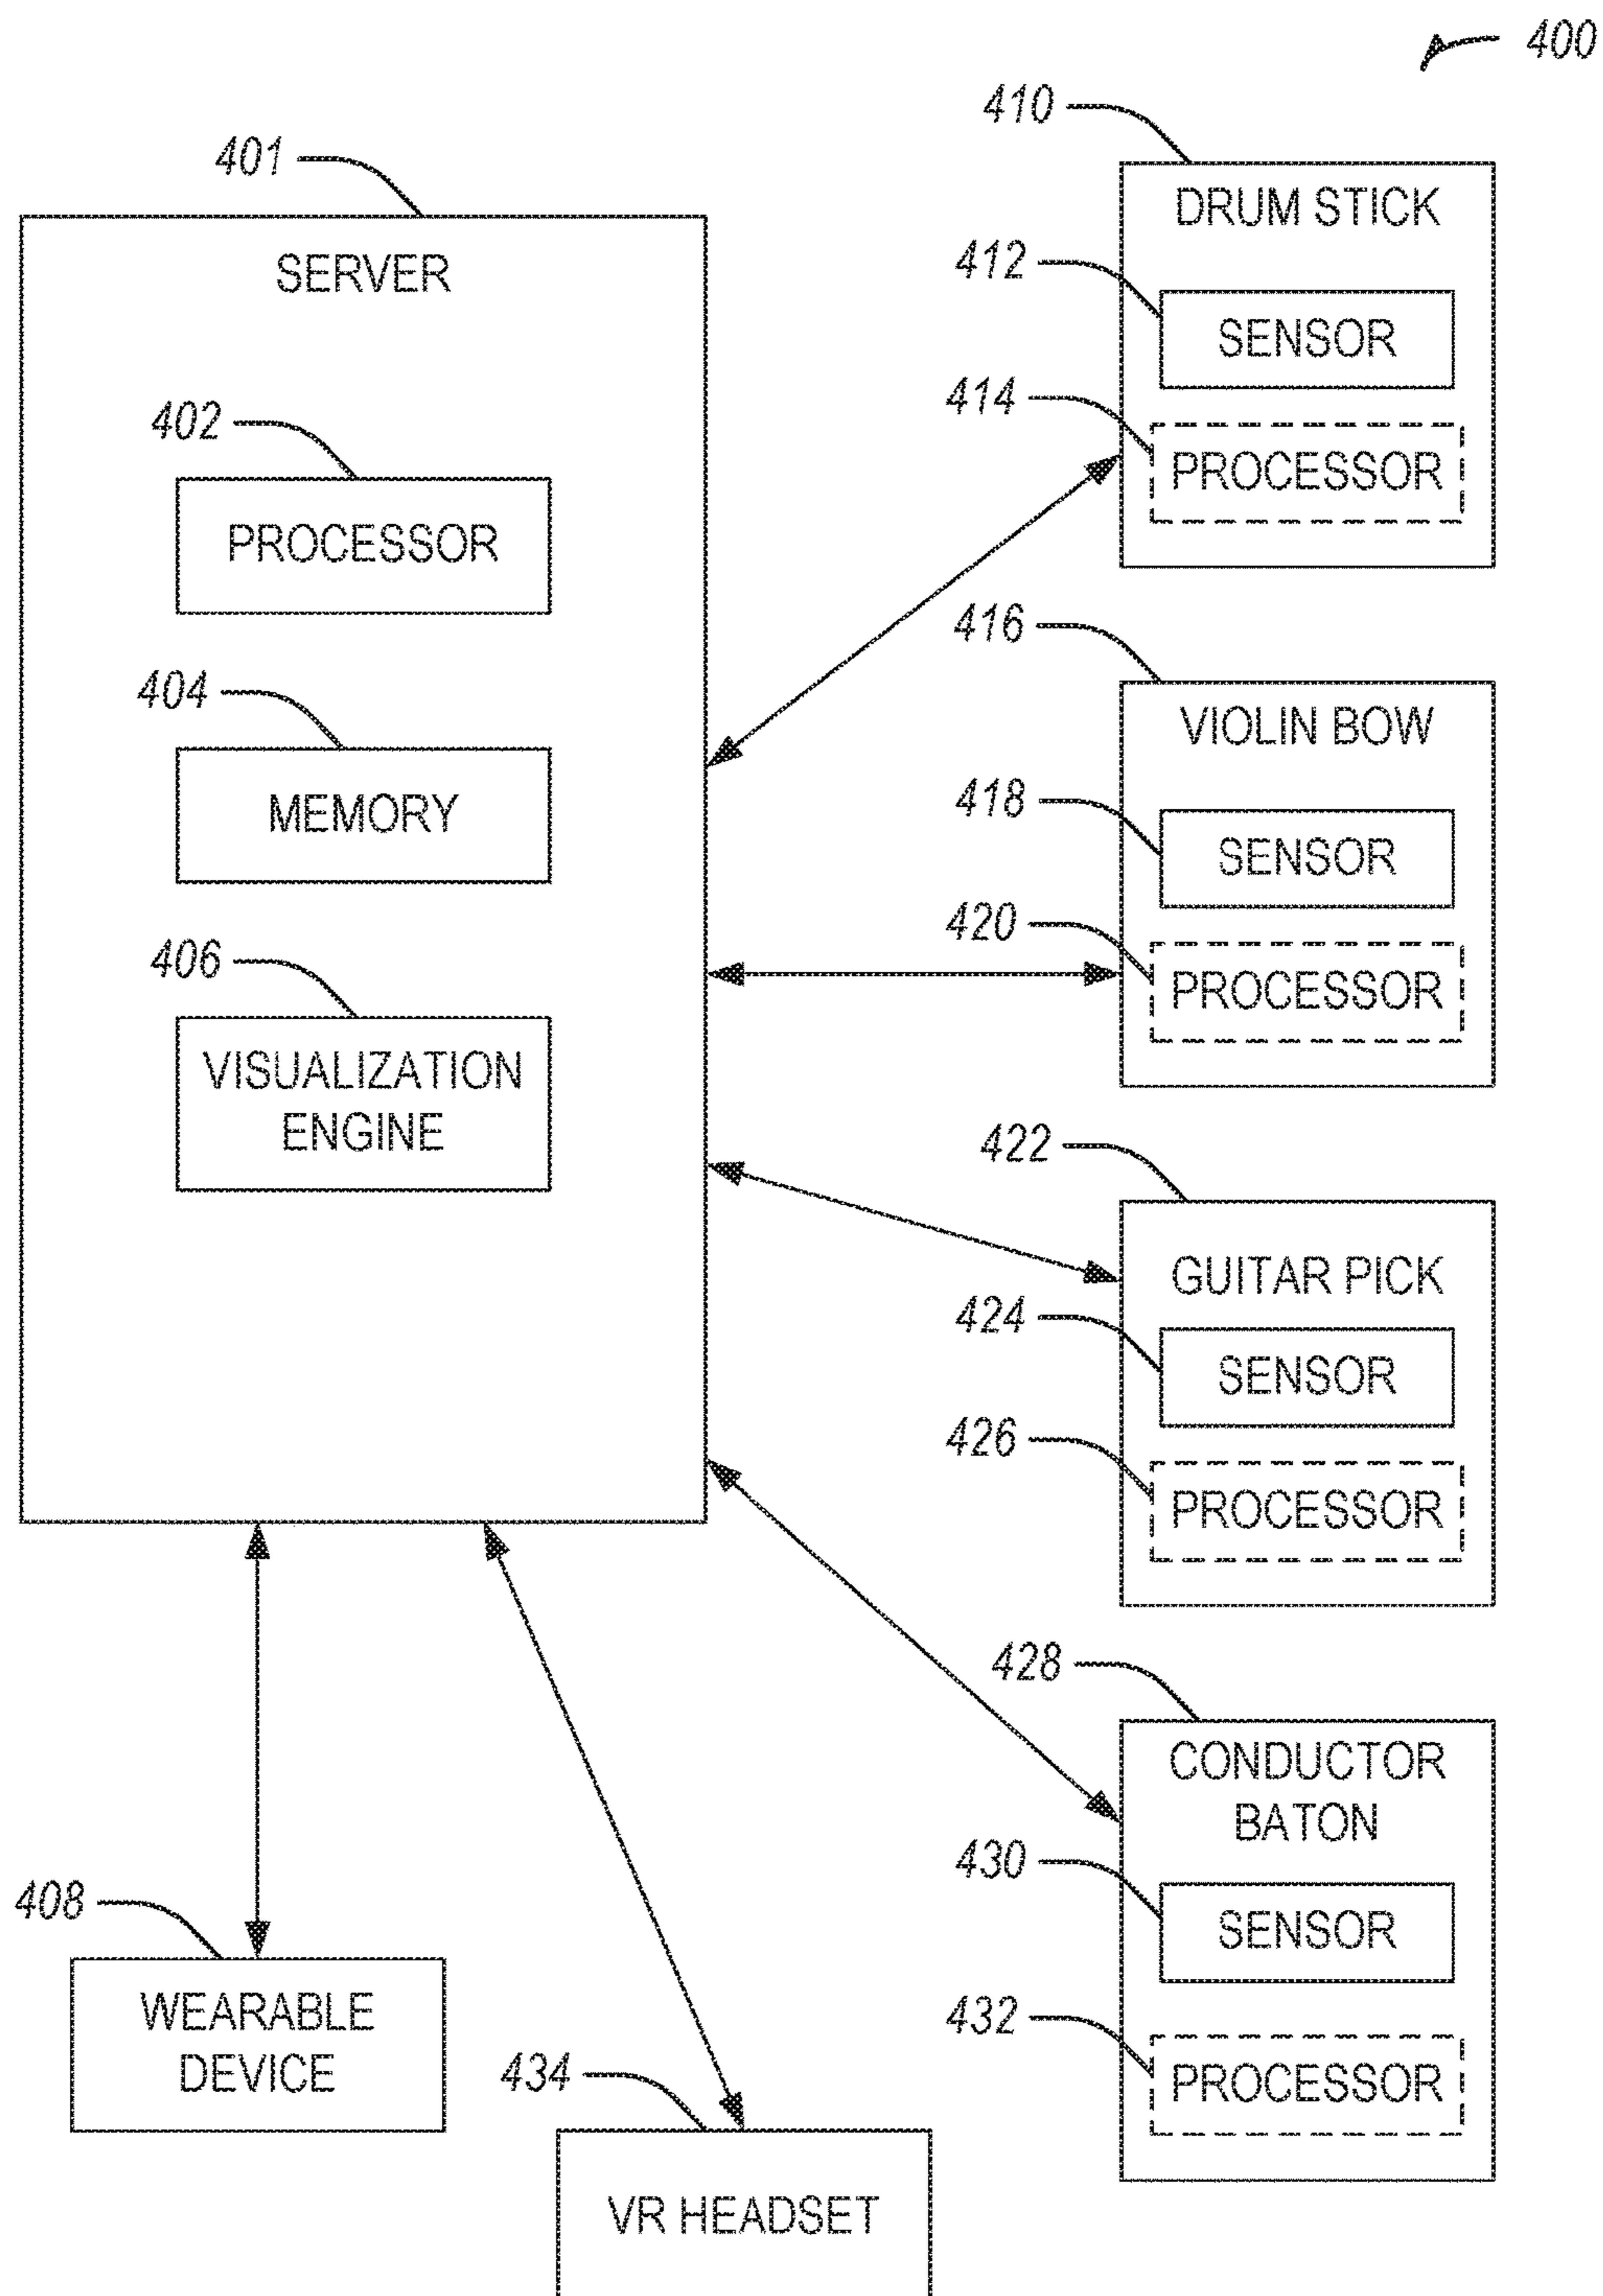 400
401
SERVER
402
PROCESSOR
404
MEMORY
406
VISUALIZATION
ENGINE
410
DRUM STICK
412
SENSOR
414
PROCESSOR
416
VIOLIN BOW
418
SENSOR
420
PROCESSOR
422
GUITAR PICK
424
SENSOR
426
PROCESSOR
428
CONDUCTOR
BATON
430
SENSOR
432
PROCESSOR
408
WEARABLE
DEVICE
434
VR HEADSET